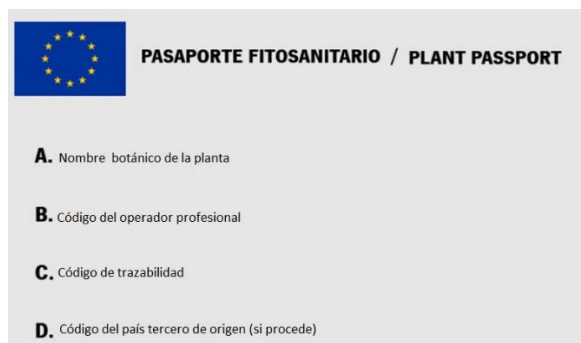 PASAPORTE FITOSANITARIO / PLANT PASSPORT
A. Nombre botánico de la planta
B. Código del operador profesional
C. Código de trazabilidad
D. Código del país tercero de origen (si procede)